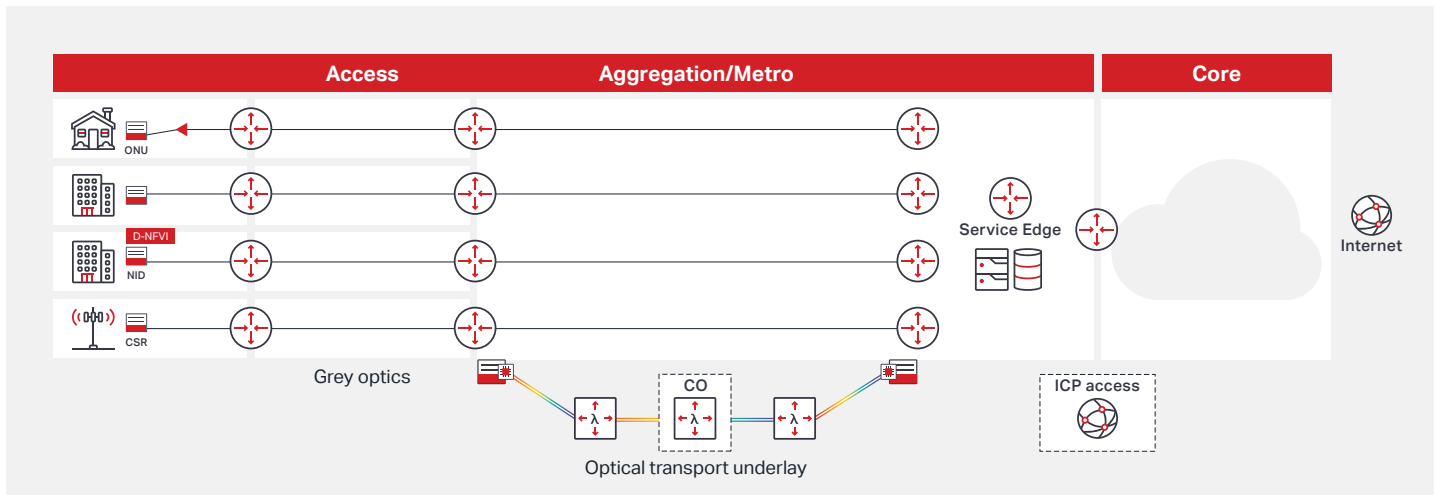 Access
Aggregation/Metro
Core
ONU
D-NFVI
NID
CSR
Service Edge
Internet
Grey optics
CO
λ
λ
λ
Optical transport underlay
ICP access